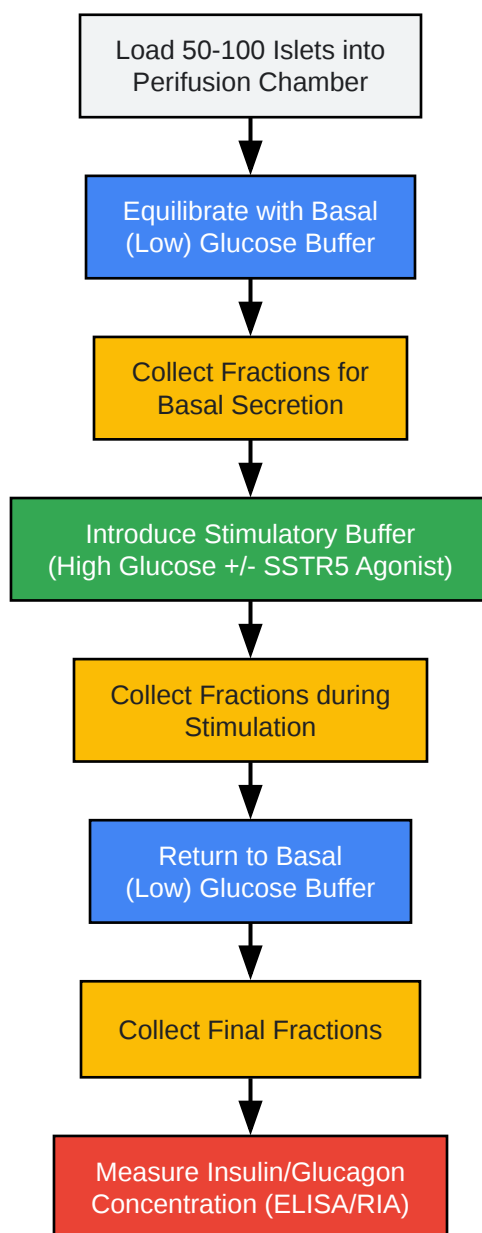 Load 50-100 Islets into
Perifusion Chamber
Equilibrate with Basal
(Low) Glucose Buffer
Collect Fractions for
Basal Secretion
Introduce Stimulatory Buffer
(High Glucose +/- SSTR5 Agonist)
Collect Fractions during
Stimulation
Return to Basal
(Low) Glucose Buffer
Collect Final Fractions
Measure Insulin/Glucagon
Concentration (ELISA/RIA)